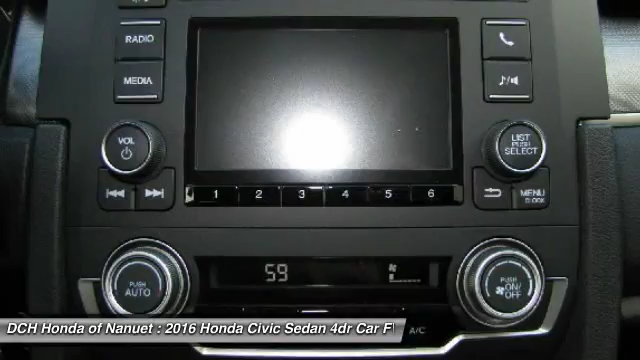 RADIO
MEDIA
VOL
LIST
PUSH
SELECT
1 2 3 4 5 6
MENU
CLOCK
PUSH
AUTO
59
PUSH
ON/
OFF
A/C
DCH Honda of Nanuet : 2016 Honda Civic Sedan 4dr Car F